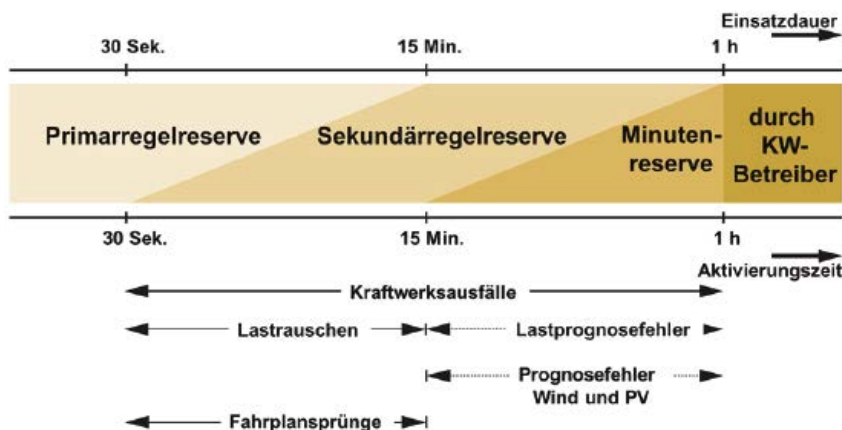 Einsatzdauer
30 Sek. 15 Min. 1 h
Primarregelreserve Sekundärregelreserve Minuten-
reserve durch
KW-
Betreiber
30 Sek. 15 Min. 1 h
Aktivierungszeit
Kraftwerksausfälle
Lastrauschen Lastprognosefehler
Prognosefehler
Wind und PV
Fahrplansprünge